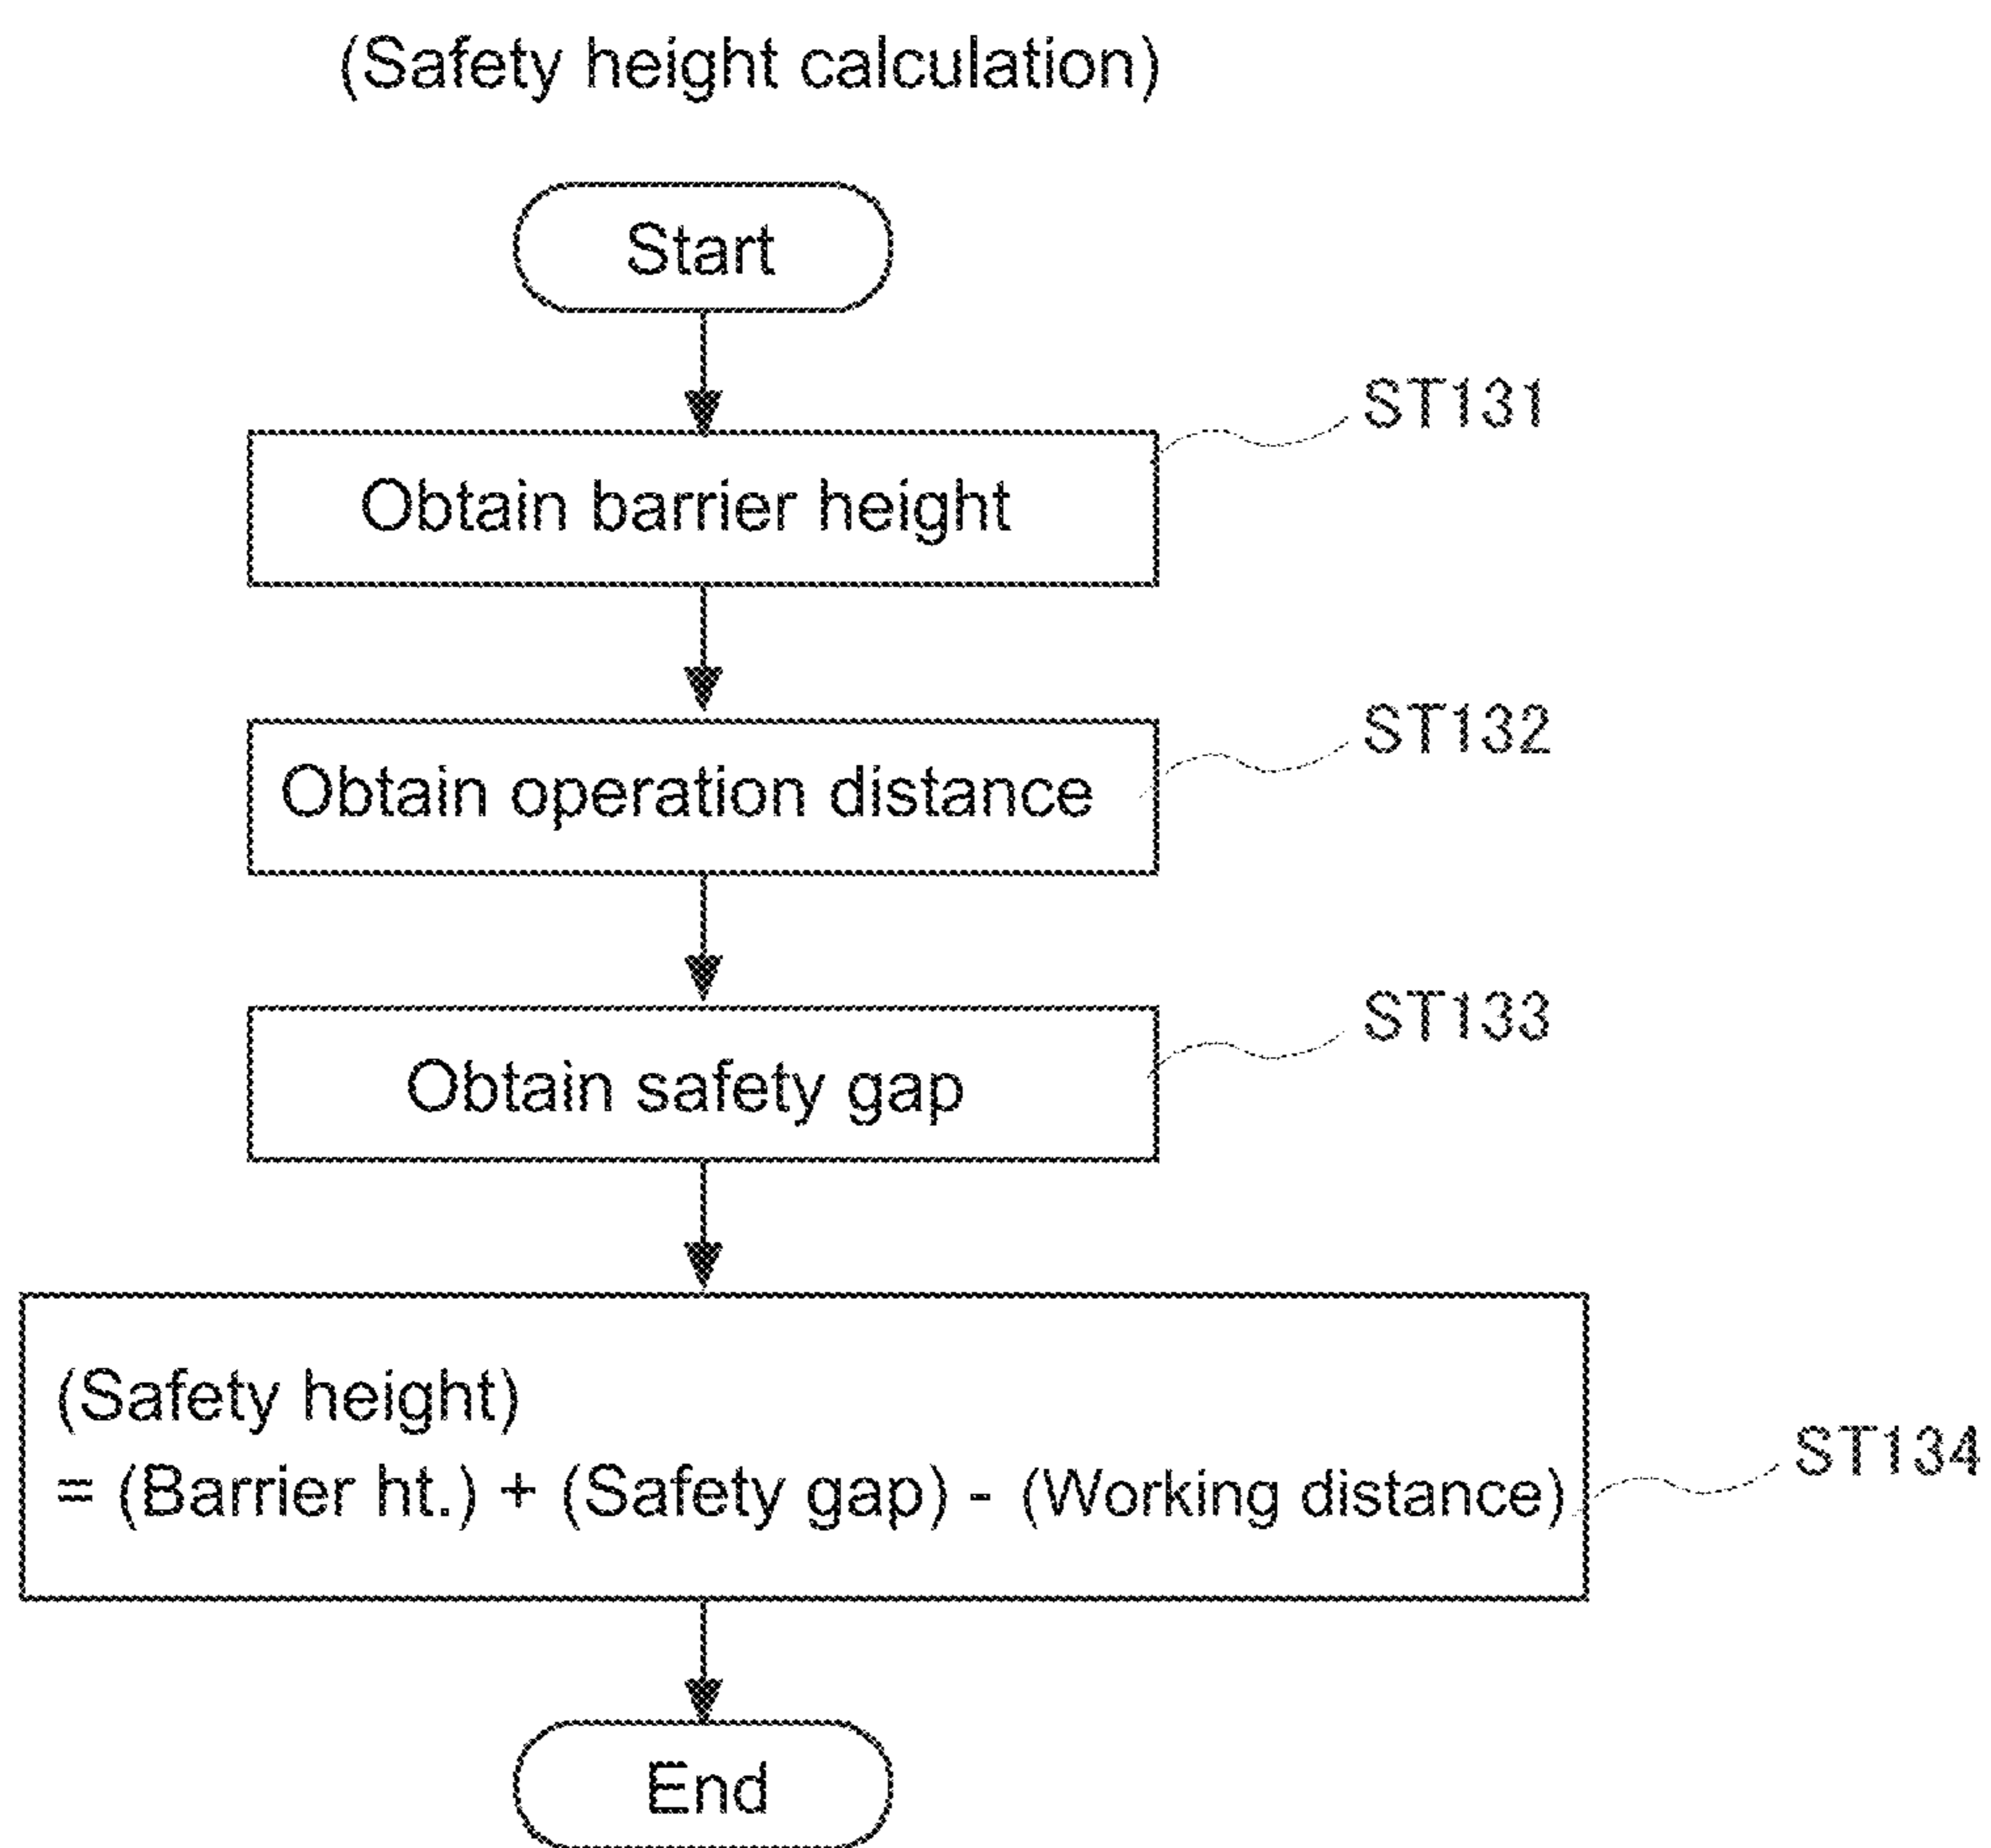 (Safety height calculation)
Start
ST131
Obtain barrier height
ST132
Obtain operation distance
ST133
Obtain safety gap
(Safety height)
= (Barrier ht.) + (Safety gap) - (Working distance)
ST134
End